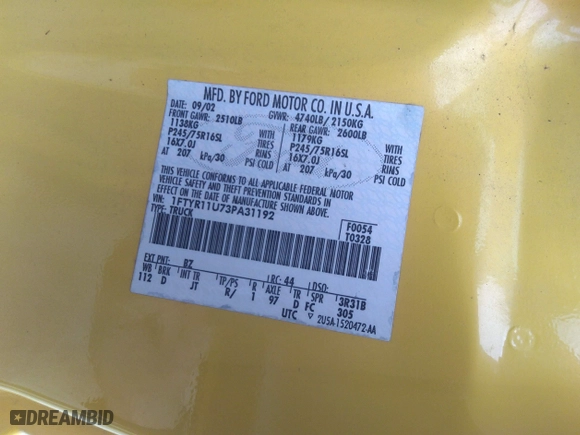 MFD. BY FORD MOTOR CO. IN U.S.A.
DATE: 09/02 GVWR: 4740LB/ 2150KG
FRONT GAWR: 2510LB REAR GAWR: 2600LB
1138KG WITH 1179KG WITH
P245/75R16SL TIRES P245/75R16SL TIRES
16X7.0J RIMS 16X7.0J RIMS
AT 207 kPa/30 PSI COLD AT 207 kPa/30 PSI COLD
THIS VEHICLE CONFORMS TO ALL APPLICABLE FEDERAL MOTOR
VEHICLE SAFETY AND THEFT PREVENTION STANDARDS IN
EFFECT ON THE DATE OF MANUFACTURE SHOWN ABOVE.
VIN: 1FTYR11U73PA31192 F0054
TYPE: TRUCK T0328
EXT. PNT: BZ RC: 44 DSO:
WB BRK INT TR TP/PS R AXLE TR SPR 3R31B
112 D JT R/ 1 97 D FC 305
UTC ▽ 2U5A-1520472-AA
DREAMBID